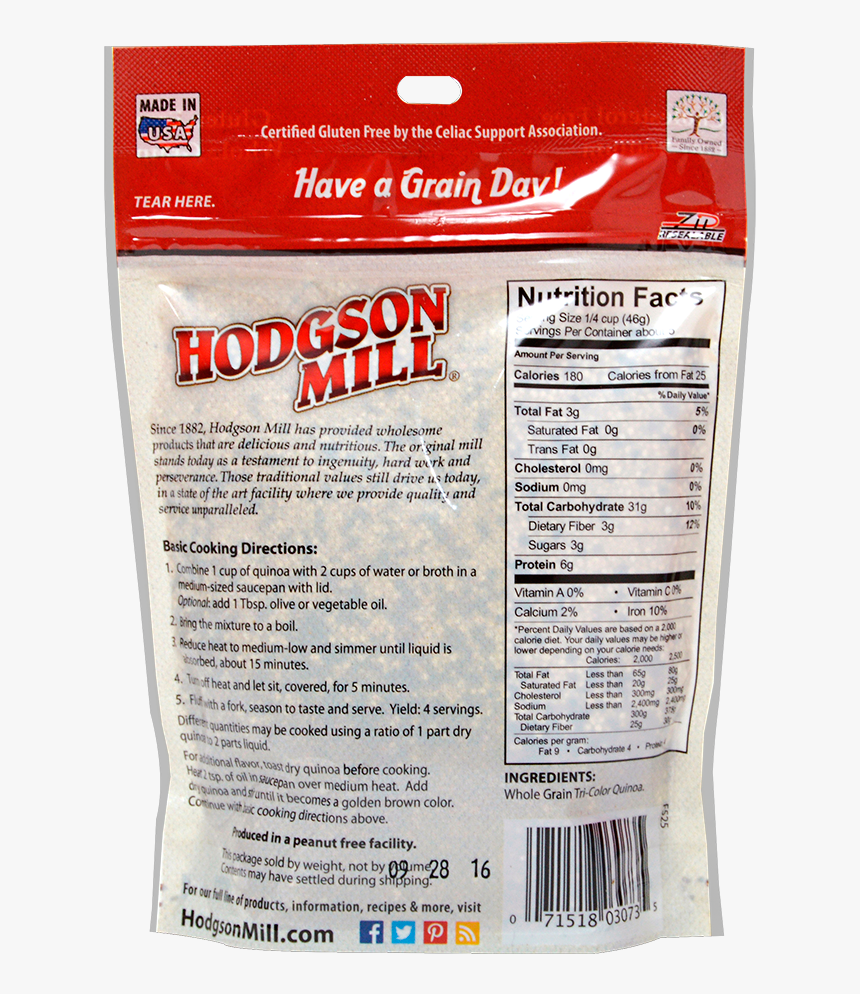 MADE IN
USA
Certified Gluten Free by the Celiac Support Association.
Family Owned
Since 1882
Have a Grain Day!
TEAR HERE.
Zip
RESEALABLE
HODGSON
MILL®
Since 1882, Hodgson Mill has provided wholesome
products that are delicious and nutritious. The original mill
stands today as a testament to ingenuity, hard work and
perseverance. Those traditional values still drive us today,
in a state of the art facility where we provide quality and
service unparalleled.
Basic Cooking Directions:
1. Combine 1 cup of quinoa with 2 cups of water or broth in a
medium-sized saucepan with lid.
Optional: add 1 Tbsp. olive or vegetable oil.
2. Bring the mixture to a boil.
3. Reduce heat to medium-low and simmer until liquid is
absorbed, about 15 minutes.
4. Turn off heat and let sit, covered, for 5 minutes.
5. Fluff with a fork, season to taste and serve. Yield: 4 servings.
Different quantities may be cooked using a ratio of 1 part dry
quinoa to 2 parts liquid.
For additional flavor, toast dry quinoa before cooking.
Heat 2 tsp. of oil in saucepan over medium heat. Add
dry quinoa and stir until it becomes a golden brown color.
Continue with basic cooking directions above.
Produced in a peanut free facility.
This package sold by weight, not by volume.
Contents may have settled during shipping.
09 28 16
For our full line of products, information, recipes & more, visit
HodgsonMill.com
Nutrition Facts
Serving Size 1/4 cup (46g)
Servings Per Container about
Amount Per Serving
Calories 180 Calories from Fat 25
% Daily Value*
Total Fat 3g 5%
Saturated Fat 0g 0%
Trans Fat 0g
Cholesterol 0mg 0%
Sodium 0mg 0%
Total Carbohydrate 31g 10%
Dietary Fiber 3g 12%
Sugars 3g
Protein 6g
Vitamin A 0% • Vitamin C 0%
Calcium 2% • Iron 10%
*Percent Daily Values are based on a 2,000
calorie diet. Your daily values may be higher or
lower depending on your calorie needs:
Calories: 2,000 2,500
Total Fat Less than 65g 80g
Saturated Fat Less than 20g 25g
Cholesterol Less than 300mg 300mg
Sodium Less than 2,400mg 2,400mg
Total Carbohydrate 300g 375g
Dietary Fiber 25g 30g
Calories per gram:
Fat 9 • Carbohydrate 4 • Protein 4
INGREDIENTS:
Whole Grain Tri-Color Quinoa.
FS25
0 71518 03073 5